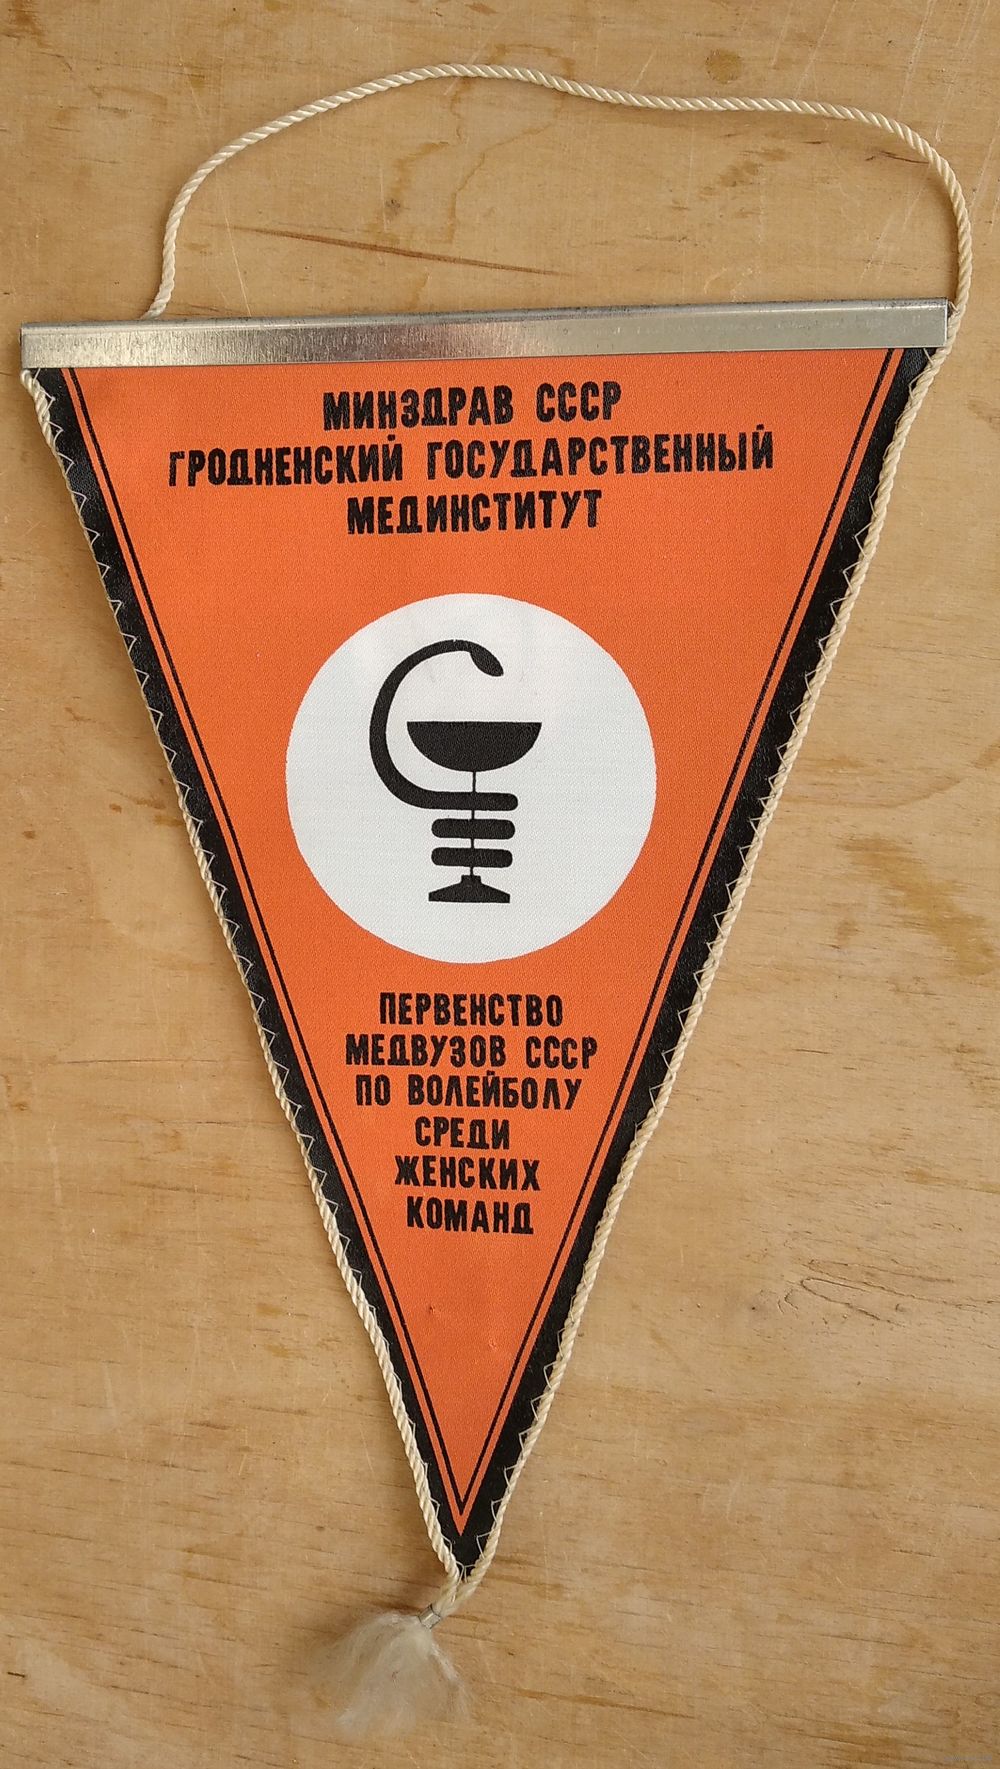 МИНЗДРАВ СССР
ГРОДНЕНСКИЙ ГОСУДАРСТВЕННЫЙ
МЕДИНСТИТУТ
ПЕРВЕНСТВО
МЕДВУЗОВ СССР
ПО ВОЛЕЙБОЛУ
СРЕДИ
ЖЕНСКИХ
КОМАНД